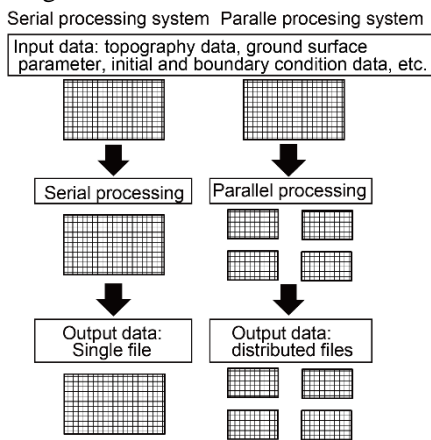 Serial processing system Paralle procesing system
Input data: topography data, ground surface
parameter, initial and boundary condition data, etc.
Serial processing
Parallel processing
Output data:
Single file
Output data:
distributed files